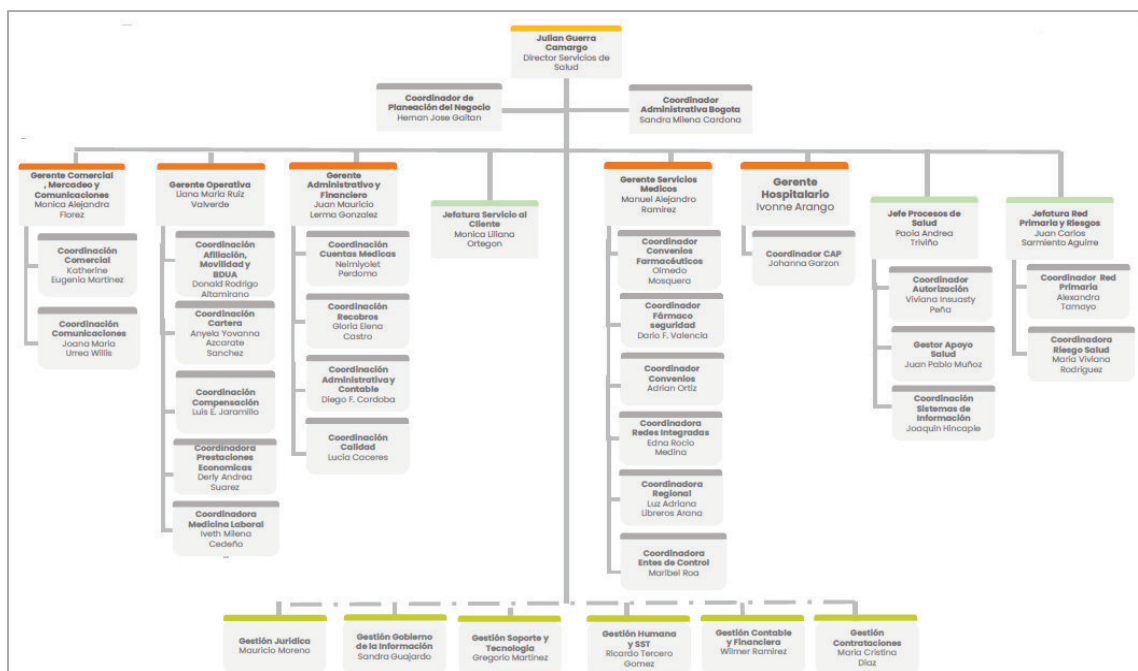 Julian Guerra
Camargo
Director Servicios de
Salud
Coordinador de
Planeación del Negocio
Hernan Jose Gaitan
Coordinador
Administrativa Bogota
Sandra Milena Cardona
Gerente Comercial
, Mercadeo y
Comunicaciones
Monica Alejandra
Florez
Coordinación
Comercial
Katherine
Eugenia Martinez
Coordinación
Comunicaciones
Joana Maria
Urrea Willis
Gerente Operativa
Liana Maria Ruiz
Valverde
Coordinación
Afiliación,
Movilidad y
BDUA
Donald Rodrigo
Altamirano
Coordinación
Cartera
Anyela Yovanna
Azcarate
Sanchez
Coordinación
Compensación
Luis E. Jaramillo
Coordinadora
Prestaciones
Economicas
Derly Andrea
Suarez
Coordinadora
Medicina Laboral
Iveth Milena
Cedeño
Gerente
Administrativo y
Financiero
Juan Mauricio
Lerma Gonzalez
Coordinación
Cuentas Medicas
Neimiyolet
Perdomo
Coordinación
Recobros
Gloria Elena
Castro
Coordinación
Administrativa y
Contable
Diego F. Cordoba
Coordinación
Calidad
Lucia Caceres
Jefatura Servicio al
Cliente
Monica Liliana
Ortegon
Gerente Servicios
Medicos
Manuel Alejandro
Ramirez
Coordinador
Convenios
Farmacéuticos
Olmedo
Mosquera
Coordinador
Fármaco
seguridad
Dario F. Valencia
Coordinador
Convenios
Adrian Ortiz
Coordinadora
Redes Integradas
Edna Rocio
Medina
Coordinadora
Regional
Luz Adriana
Libreros Arana
Coordinadora
Entes de Control
Maribel Roa
Gerente
Hospitalario
Ivonne Arango
Coordinador CAP
Johanna Garzon
Jefe Procesos de
Salud
Paola Andrea
Triviño
Coordinador
Autorización
Viviana Insuasty
Peña
Gestor Apoyo
Salud
Juan Pablo Muñoz
Coordinación
Sistemas de
Información
Joaquin Hincapie
Jefatura Red
Primaria y Riesgos
Juan Carlos
Sarmiento Aguirre
Coordinador Red
Primaria
Alexandra
Tamayo
Coordinadora
Riesgo Salud
Maria Viviana
Rodriguez
Gestión Jurídica
Mauricio Moreno
Gestión Gobierno
de la Información
Sandra Guajardo
Gestión Soporte y
Tecnología
Gregorio Martinez
Gestión Humana
y SST
Ricardo Tercero
Gomez
Gestión Contable
y Financiera
Wilmer Ramirez
Gestión
Contrataciones
Maria Cristina
Diaz